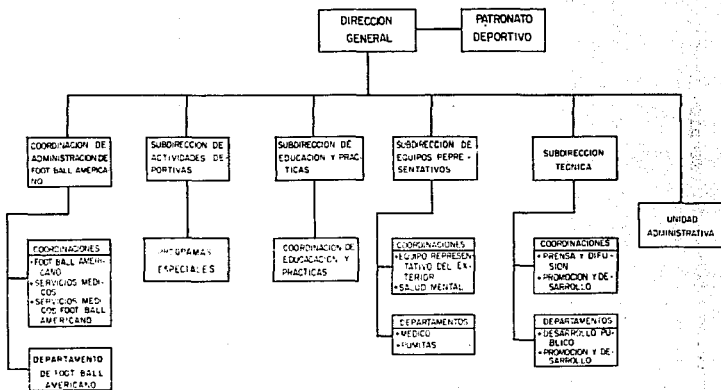 DIRECCION
GENERAL
PATRONATO
DEPORTIVO
COORDINACION DE
ADMINISTRACION DE
FOOT BALL AMERICA-
NO
SUBDIRECCION DE
ACTIVIDADES DE-
PORTIVAS
SUBDIRECCION DE
EDUCACION Y PRAC-
TICAS
SUBDIRECCION DE
EQUIPOS REPRE-
SENTATIVOS
SUBDIRECCION
TECNICA
UNIDAD
ADMINISTRATIVA
COORDINACIONES
• FOOT BALL AMERI-
CANO
• SERVICIOS MEDI-
COS
• SERVICIOS MEDI-
COS FOOT BALL
AMERICANO
PROGRAMAS
ESPECIALES
COORDINACION DE
EDUCACACION Y
PRACTICAS
COORDINACIONES
• EQUIPO REPRESEN-
TATIVO DEL EX-
TERIOR
• SALUD MENTAL
COORDINACIONES
• PRENSA Y DIFU-
SION
• PROMOCION Y DE-
SARROLLO
DEPARTAMENTO
DE FOOT BALL
AMERICANO
DEPARTAMENTOS
• MEDICO
• PUMITAS
DEPARTAMENTOS
• DESARROLLO PU-
BLICO
• PROMOCION Y DE-
SARROLLO